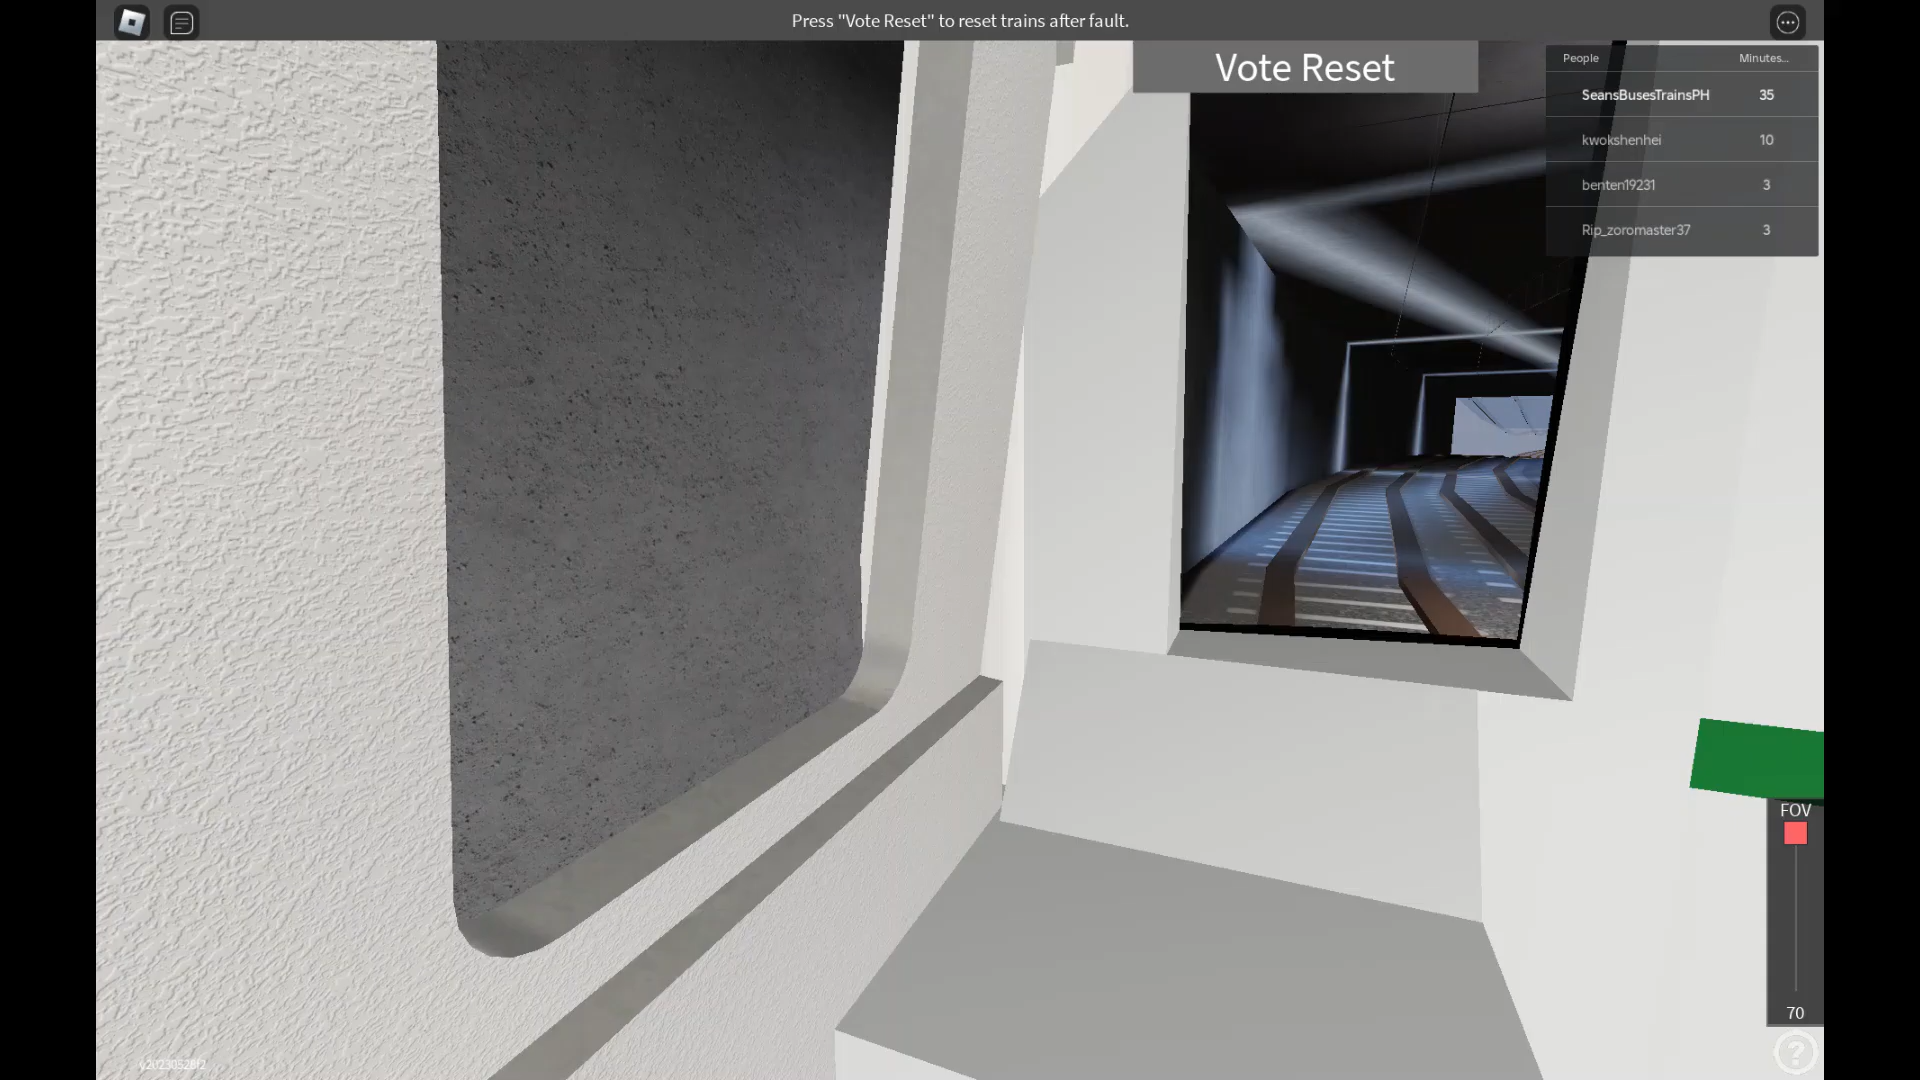 Press "Vote Reset" to reset trains after fault.
Vote Reset
People Minutes...
SeansBusesTrainsPH 35
kwokshenhei 10
benten19231 3
Rip_zoromaster37 3
FOV
70
?